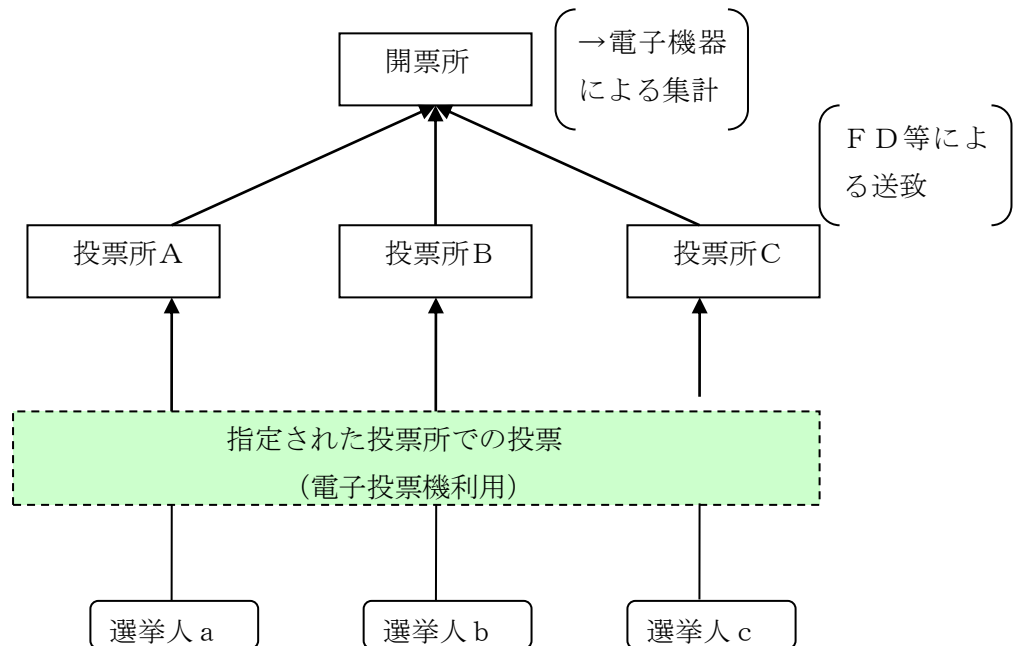 開票所
→電子機器
による集計
ＦＤ等によ
る送致
投票所Ａ
投票所Ｂ
投票所Ｃ
指定された投票所での投票
（電子投票機利用）
選挙人ａ
選挙人ｂ
選挙人ｃ